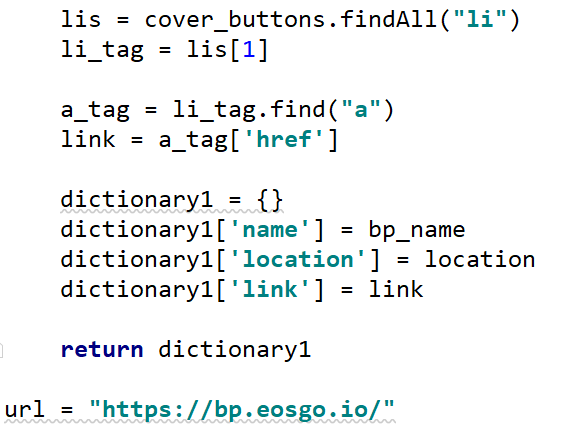 lis = cover_buttons.findAll("li")
li_tag = lis[1]
a_tag = li_tag.find("a")
link = a_tag['href']
dictionary1 = {}
dictionary1['name'] = bp_name
dictionary1['location'] = location
dictionary1['link'] = link
return dictionary1
url = "https://bp.eosgo.io/"